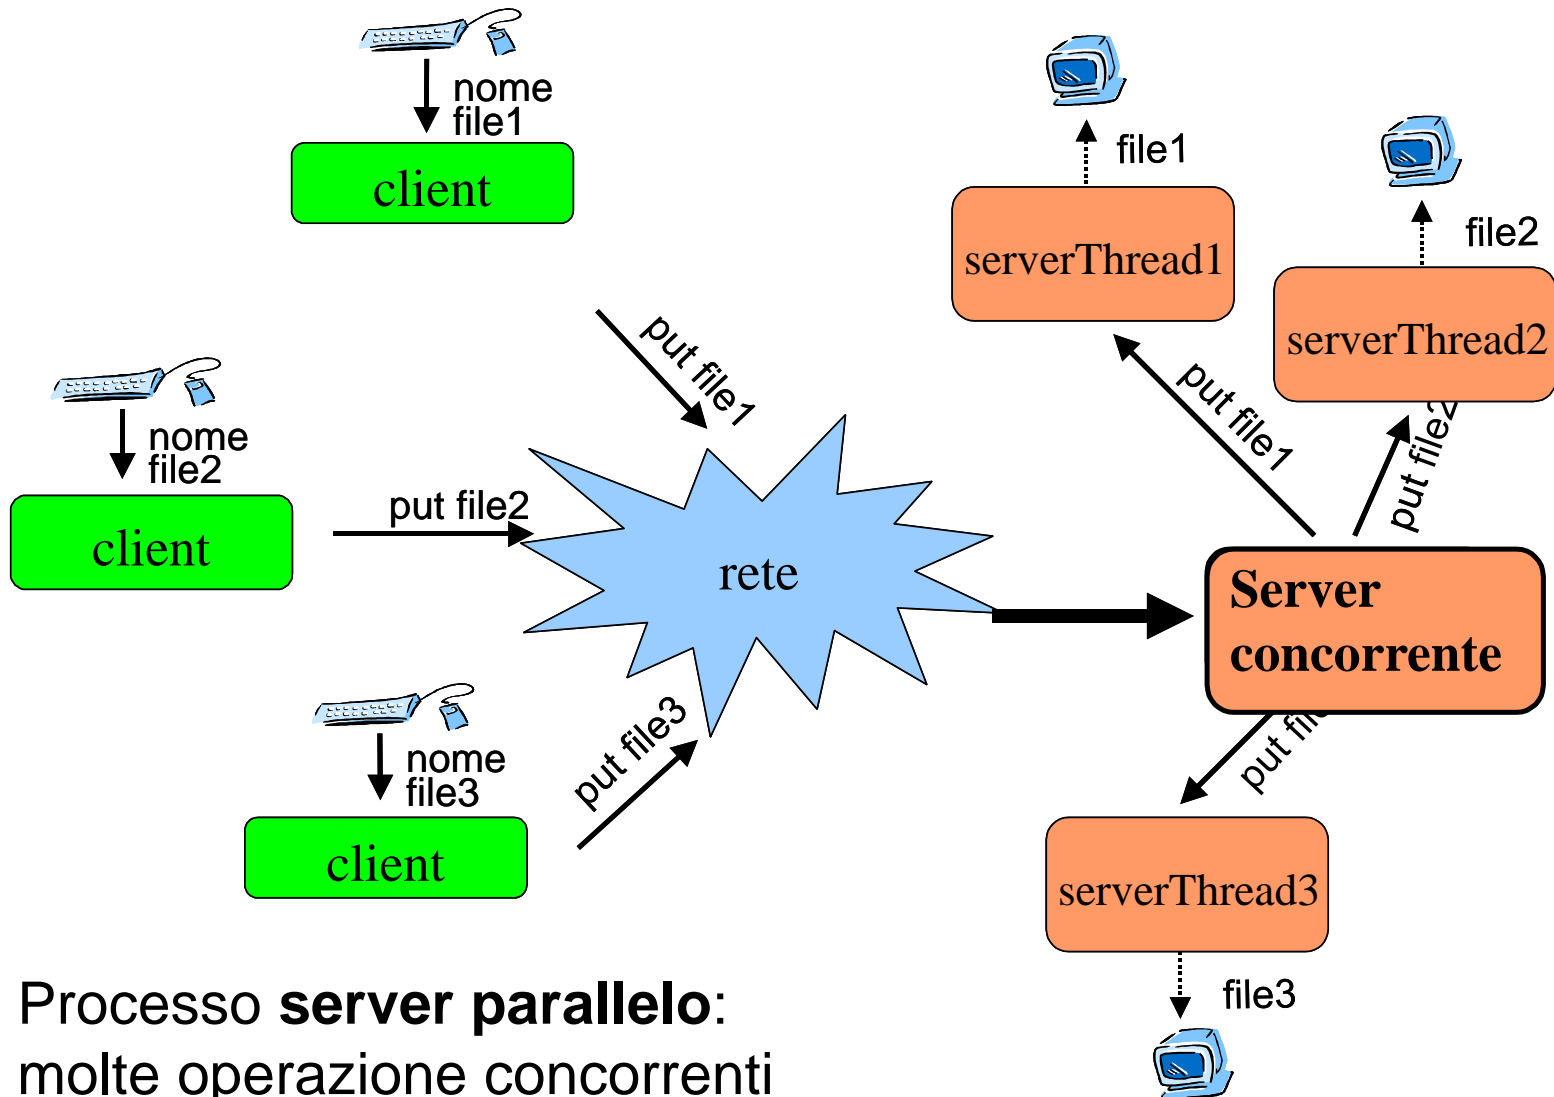 nome
file1
client
file1
file2
serverThread1
serverThread2
put file1
put file1
put file2
nome
file2
client
put file2
rete
Server
concorrente
put file3
put
nome
file3
client
serverThread3
file3
Processo server parallelo:
molte operazione concorrenti